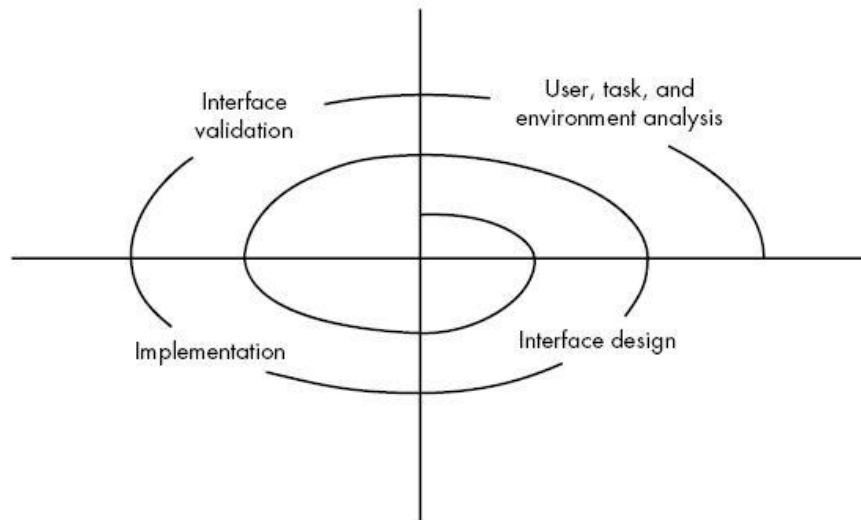 Interface
validation
User, task, and
environment analysis
Implementation
Interface design